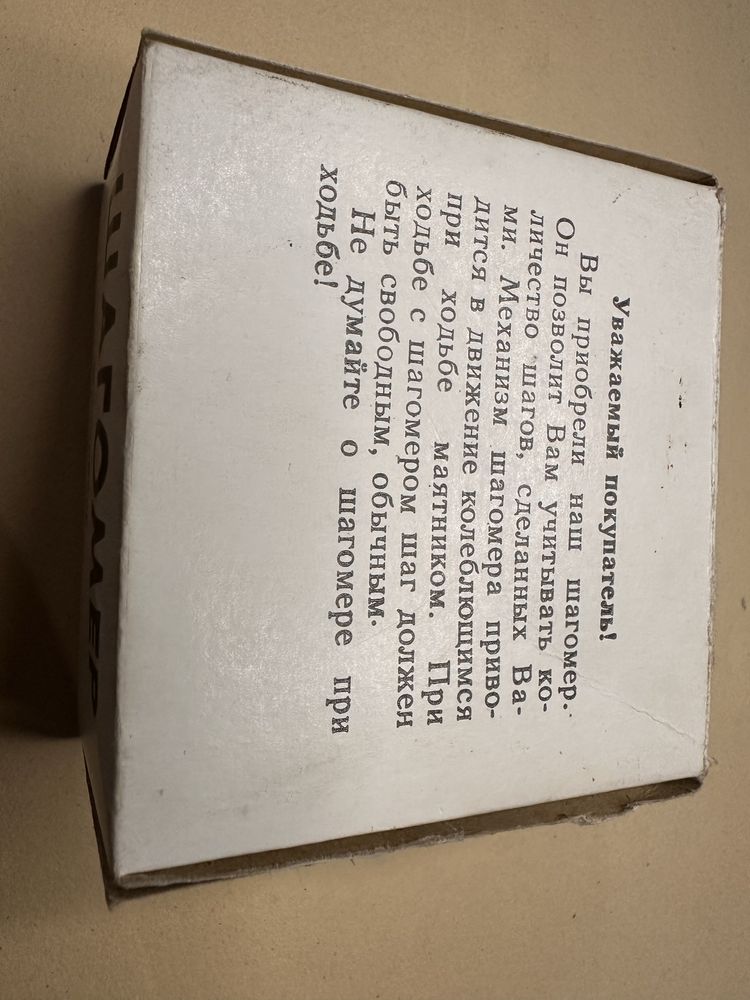 Уважаемый покупатель!
Вы приобрели наш шагомер.
Он позволит Вам учитывать ко-
личество шагов, сделанных Ва-
ми. Механизм шагомера приво-
дится в движение колеблющимся
при ходьбе маятником. При
ходьбе с шагомером шаг должен
быть свободным, обычным.
Не думайте о шагомере при
ходьбе!
ШАГОМЕР